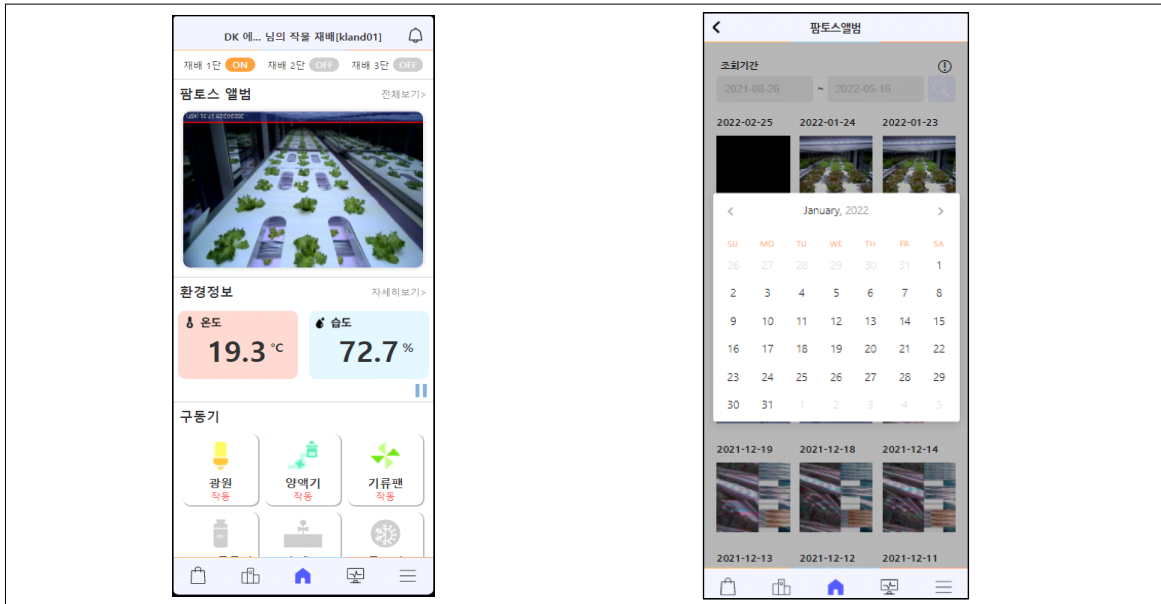 DK 에... 님의 작물 재배[kland01]
재배 1단 ON 재배 2단 OFF 재배 3단 OFF
팜토스 앨범 전체보기>
환경정보 자세히보기>
온도 습도
19.3 °C 72.7 %
구동기
광원 양액기 기류팬
작동 작동 작동
팜토스앨범
조회기간
2021-08-26 ~ 2022-05-16
2022-02-25 2022-01-24 2022-01-23
< January, 2022 >
SU MO TU WE TH FR SA
26 27 28 29 30 31 1
2 3 4 5 6 7 8
9 10 11 12 13 14 15
16 17 18 19 20 21 22
23 24 25 26 27 28 29
30 31 1 2 3 4 5
2021-12-19 2021-12-18 2021-12-14
2021-12-13 2021-12-12 2021-12-11